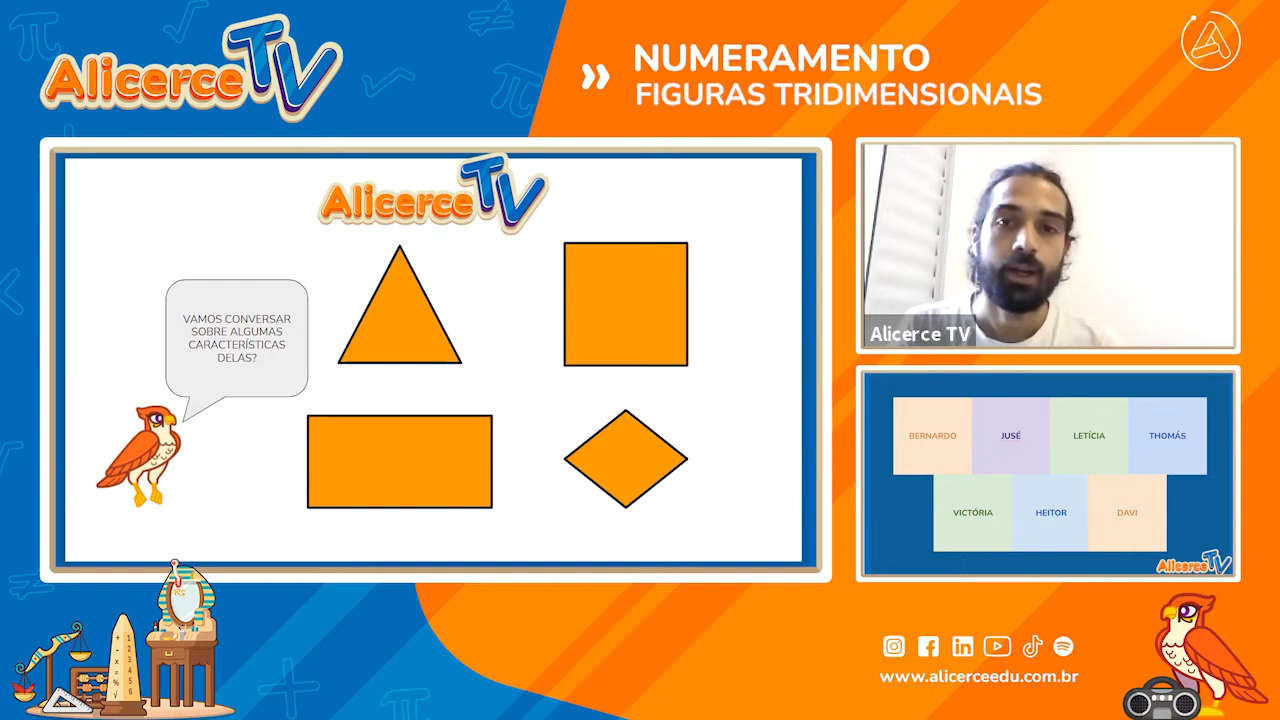 Alicerce TV
NUMERAMENTO
FIGURAS TRIDIMENSIONAIS
Alicerce TV
VAMOS CONVERSAR
SOBRE ALGUMAS
CARACTERÍSTICAS
DELAS?
Alicerce TV
BERNARDO
JUSÉ
LETÍCIA
THOMÁS
VICTÓRIA
HEITOR
DAVI
Alicerce TV
www.alicerceedu.com.br